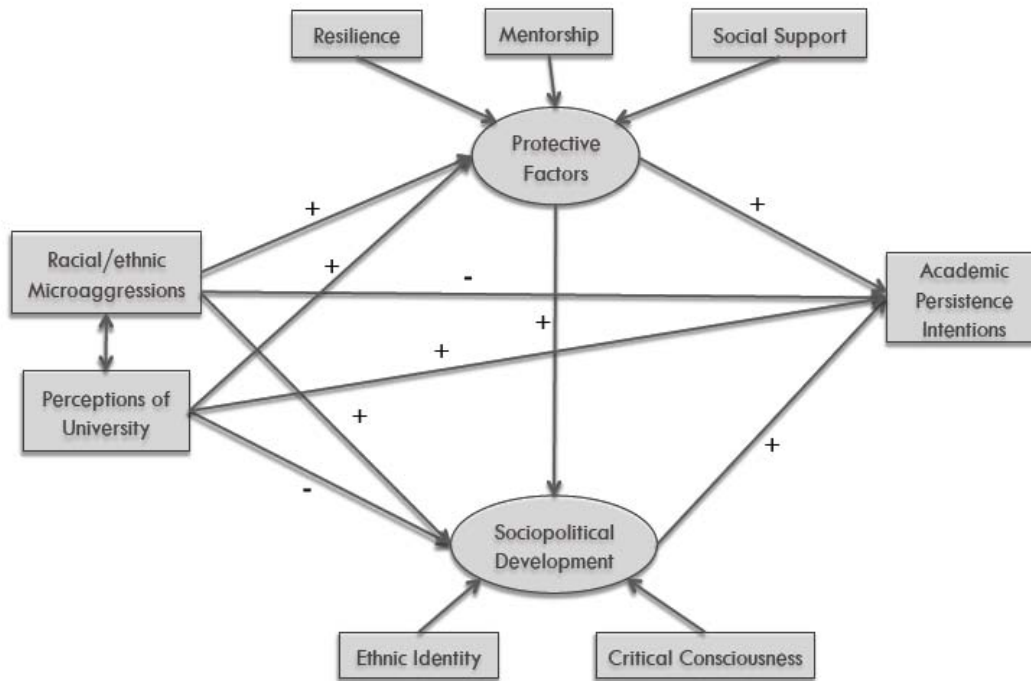 Resilience
Mentorship
Social Support
Protective
Factors
+
+
+
Racial/ethnic
Microaggressions
-
Academic
Persistence
Intentions
+
+
Perceptions of
University
+
+
-
Sociopolitical
Development
Ethnic Identity
Critical Consciousness